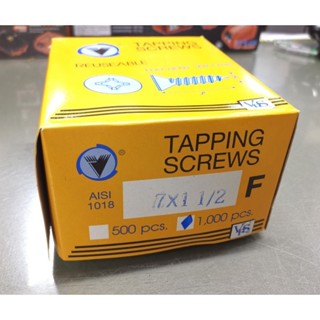 TAPPING
SCREWS
REUSEABLE
TAPPING
SCREWS
AISI
1018
7X1 1/2
F
500 pcs.
1,000 pcs.